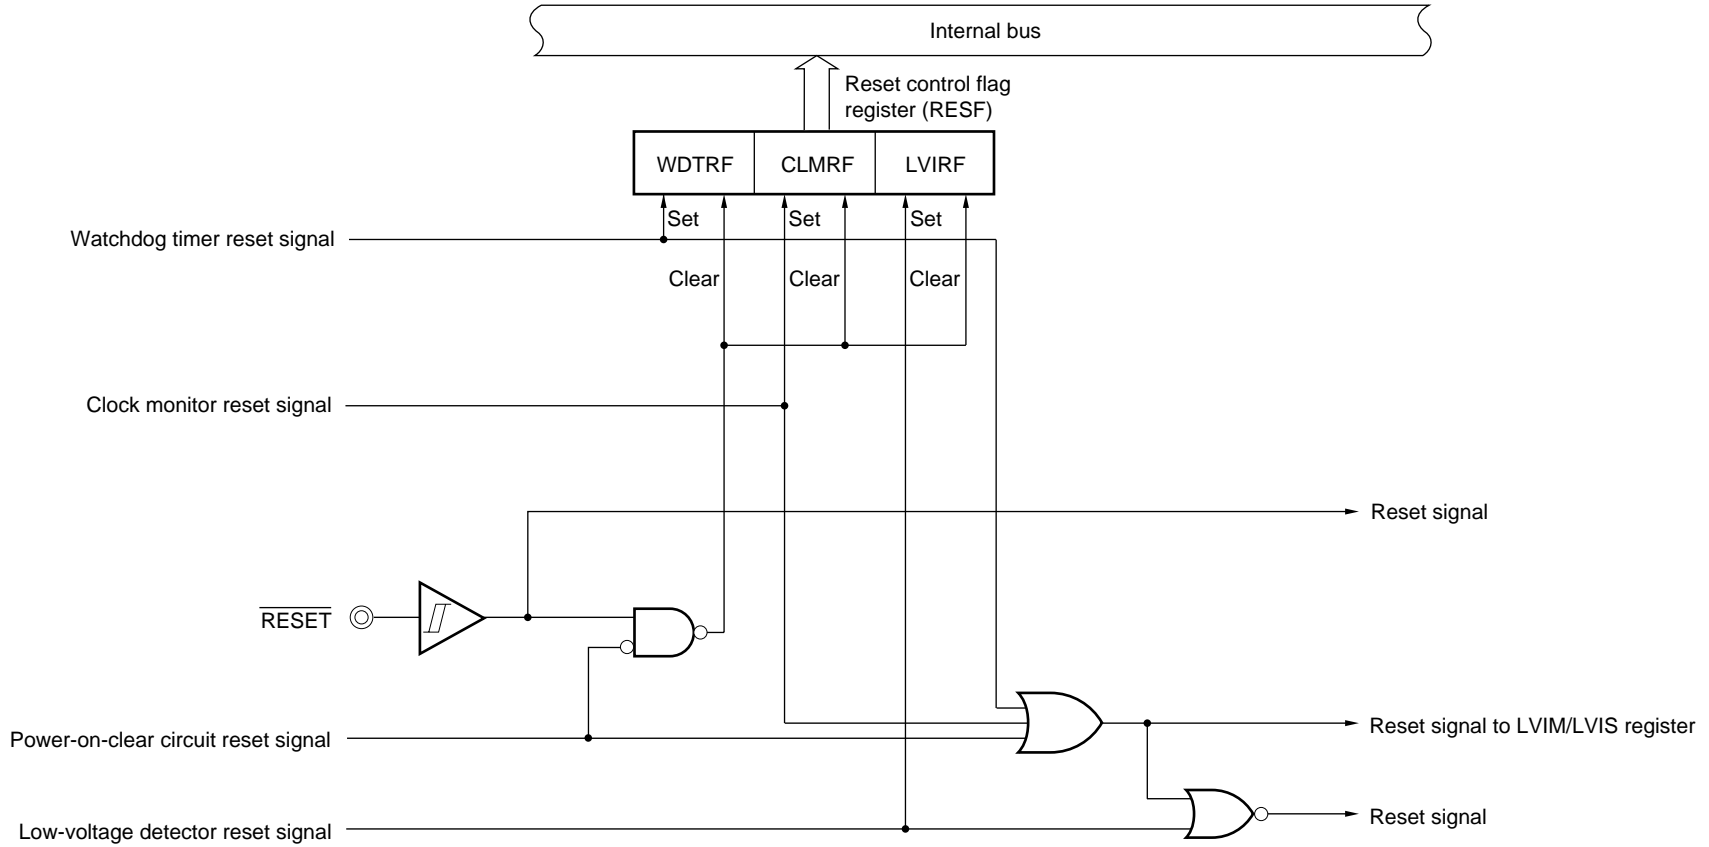 Internal bus
Reset control flag
register (RESF)
WDTRF CLMRF LVIRF
Set Set Set
Watchdog timer reset signal
Clear Clear Clear
Clock monitor reset signal
Reset signal
RESET
Power-on-clear circuit reset signal
Reset signal to LVIM/LVIS register
Low-voltage detector reset signal
Reset signal